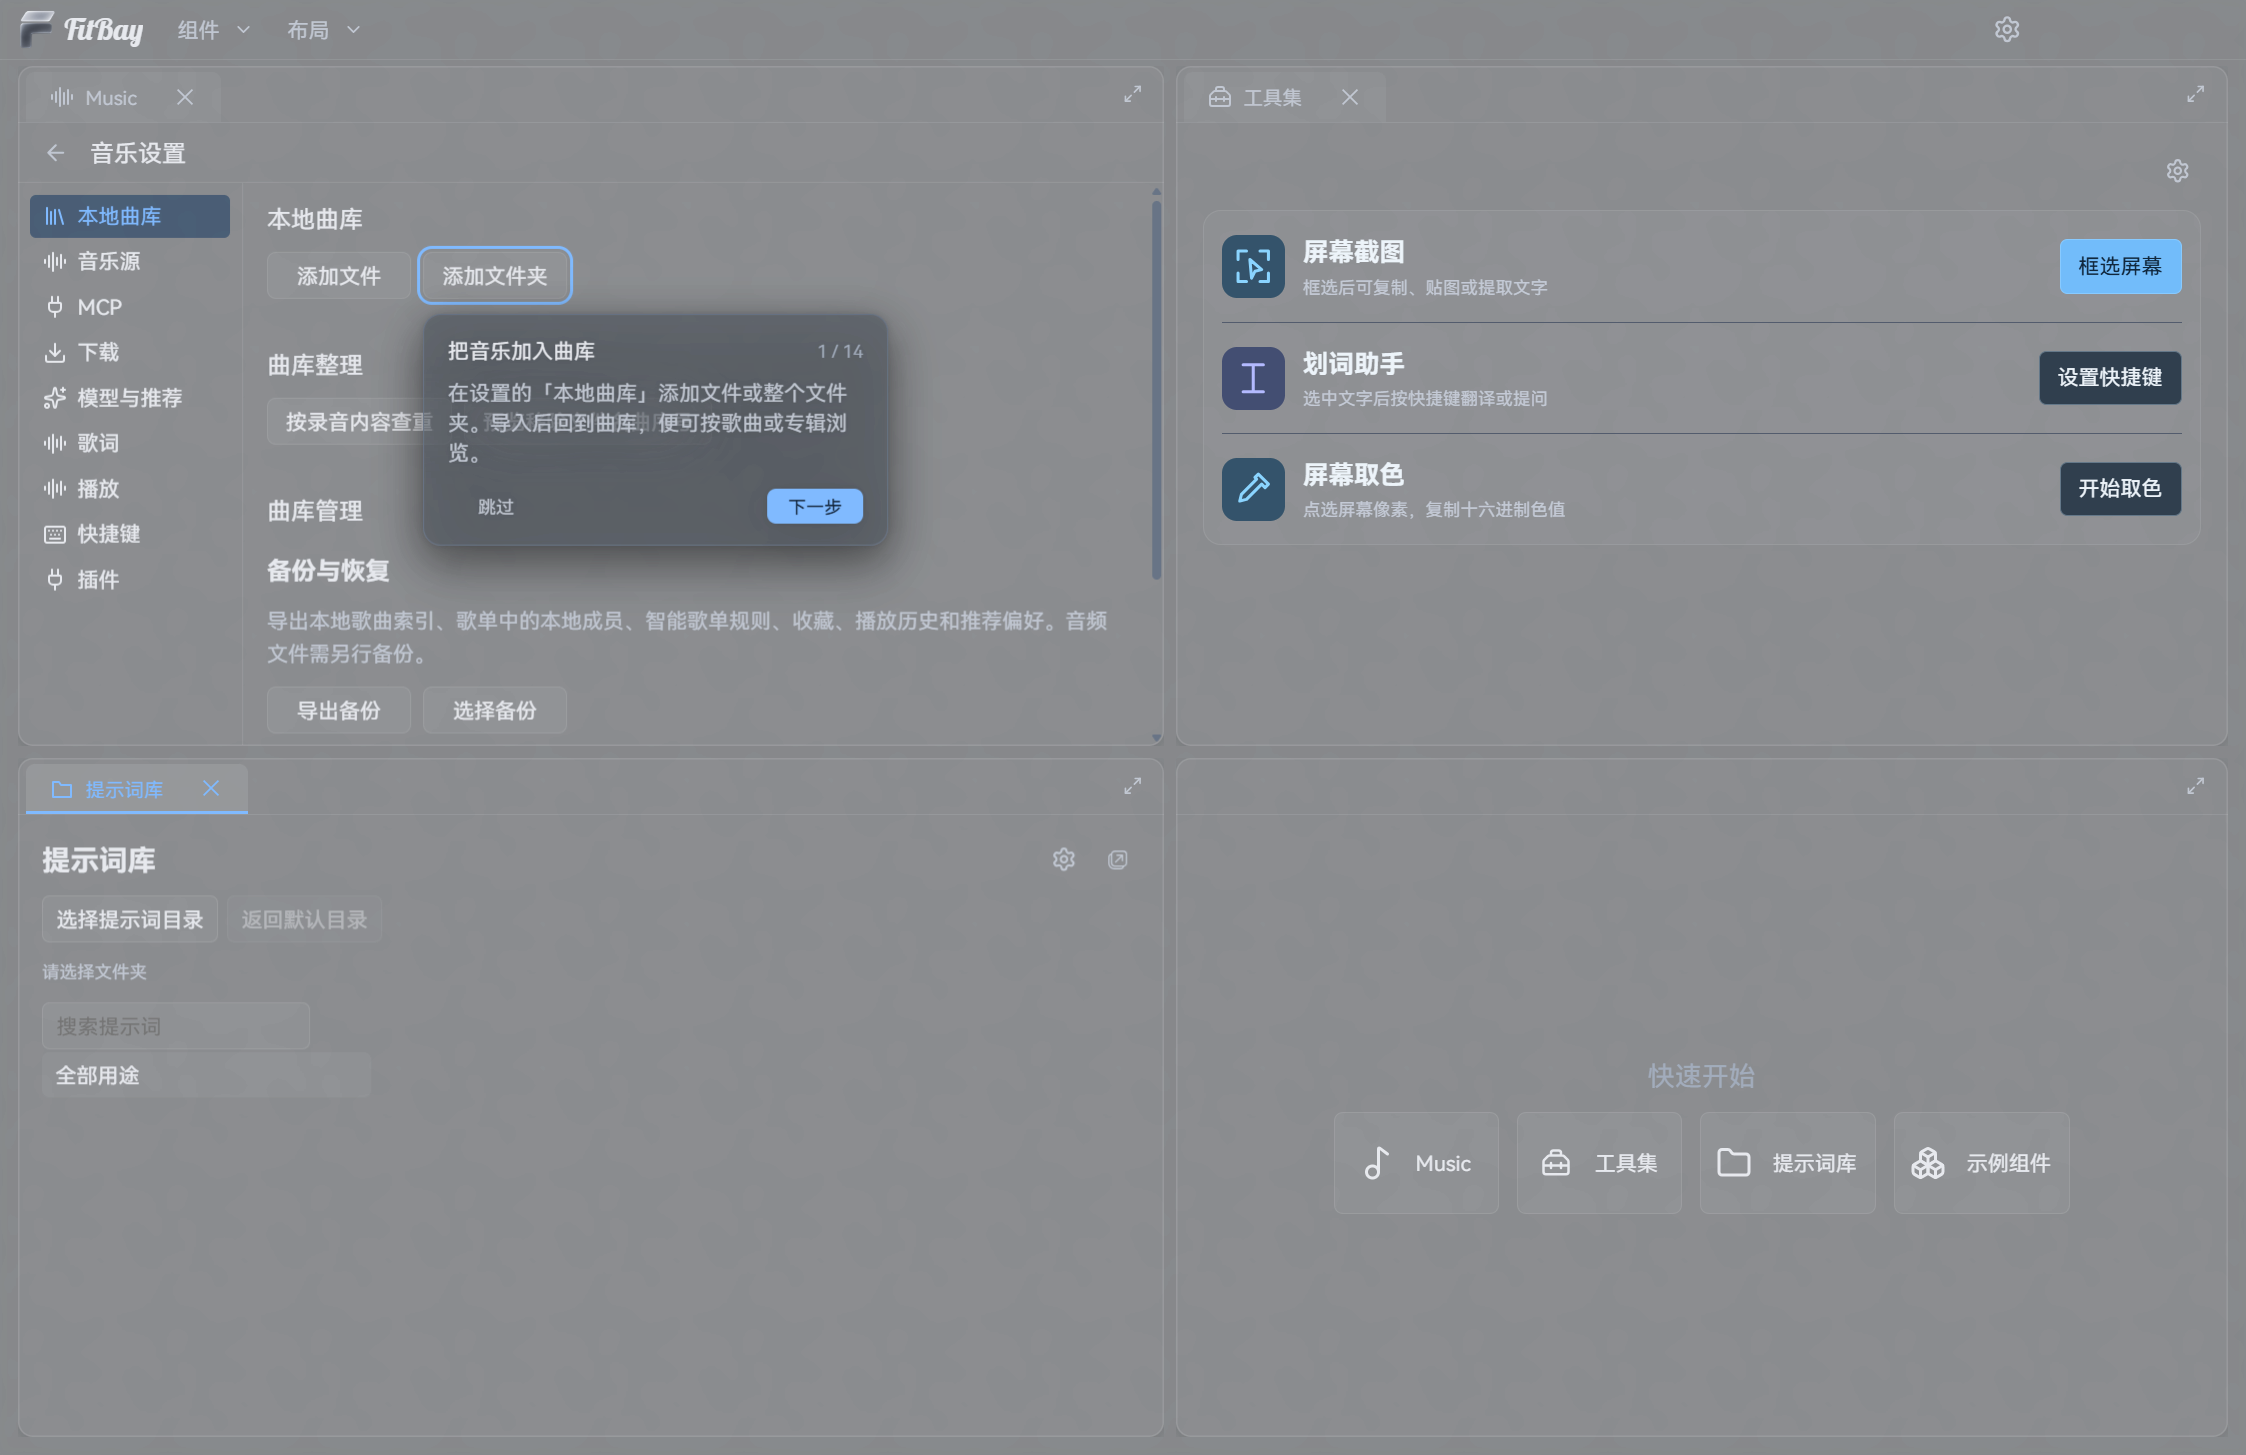 FitBay 组件 布局
Music
音乐设置
本地曲库
音乐源
MCP
下载
模型与推荐
歌词
播放
快捷键
插件
本地曲库
添加文件 添加文件夹
曲库整理
按录音内容查重
曲库管理
备份与恢复
导出本地歌曲索引、歌单中的本地成员、智能歌单规则、收藏、播放历史和推荐偏好。音频
文件需另行备份。
导出备份 选择备份
把音乐加入曲库 1 / 14
在设置的「本地曲库」添加文件或整个文件
夹。导入后回到曲库，便可按歌曲或专辑浏
览。
跳过 下一步
工具集
屏幕截图
框选后可复制、贴图或提取文字
框选屏幕
划词助手
选中文字后按快捷键翻译或提问
设置快捷键
屏幕取色
点选屏幕像素，复制十六进制色值
开始取色
提示词库
提示词库
选择提示词目录 返回默认目录
请选择文件夹
搜索提示词
全部用途
快速开始
Music 工具集 提示词库 示例组件